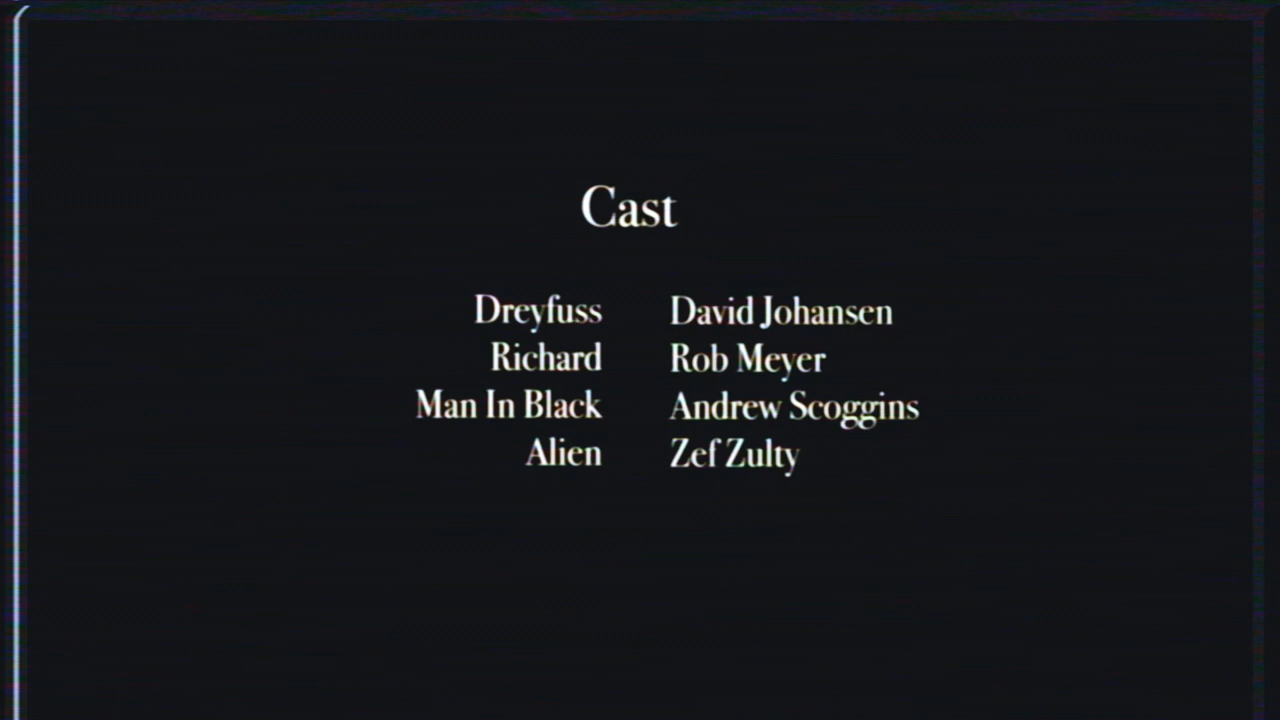 Cast
Dreyfuss David Johansen
Richard Rob Meyer
Man In Black Andrew Scoggins
Alien Zef Zulty